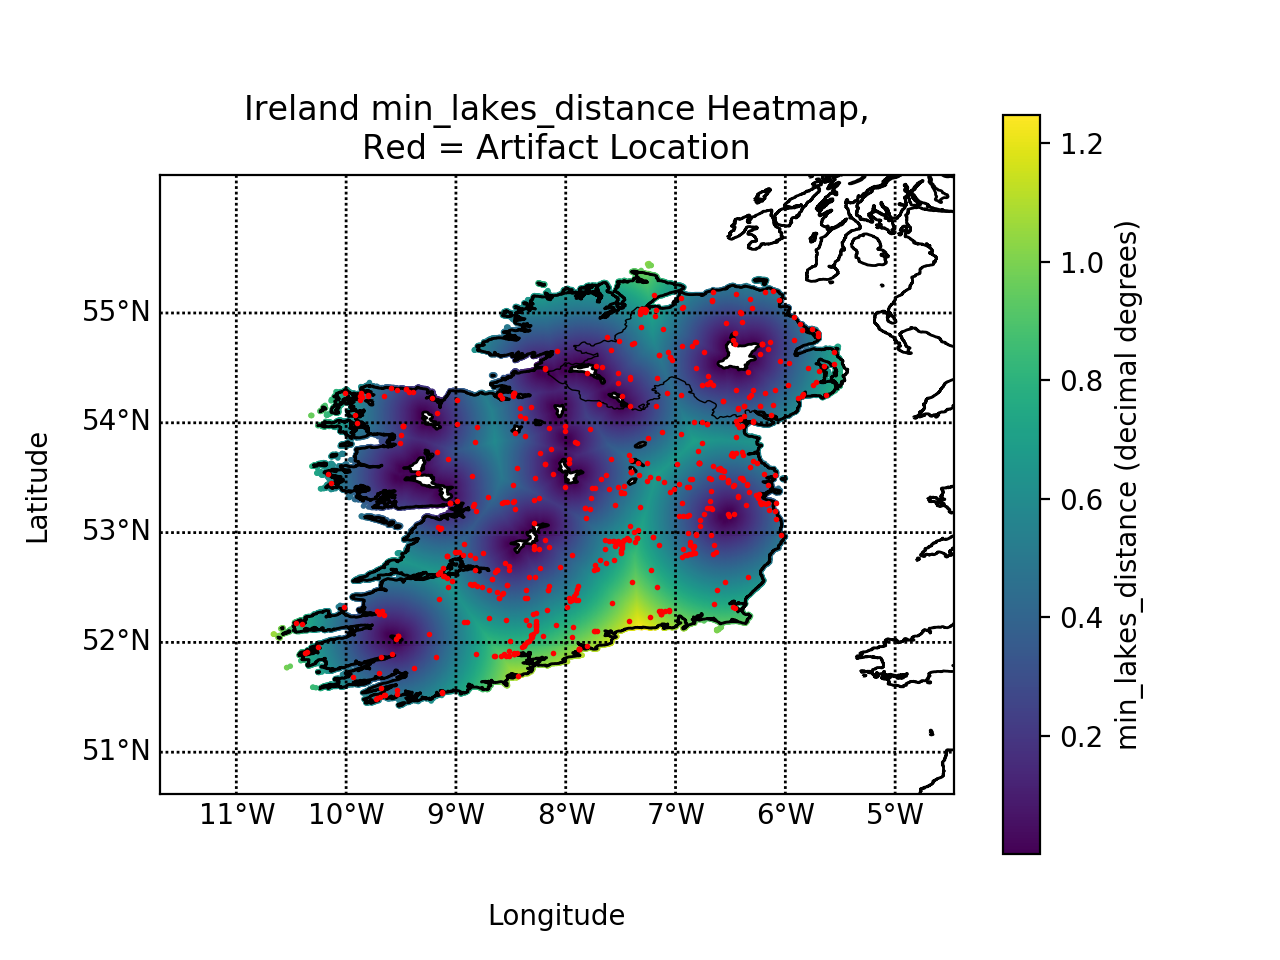 Ireland min_lakes_distance Heatmap,
Red = Artifact Location
55°N
54°N
53°N
52°N
51°N
Latitude
11°W
10°W
9°W
8°W
7°W
6°W
5°W
Longitude
1.2
1.0
0.8
0.6
0.4
0.2
min_lakes_distance (decimal degrees)